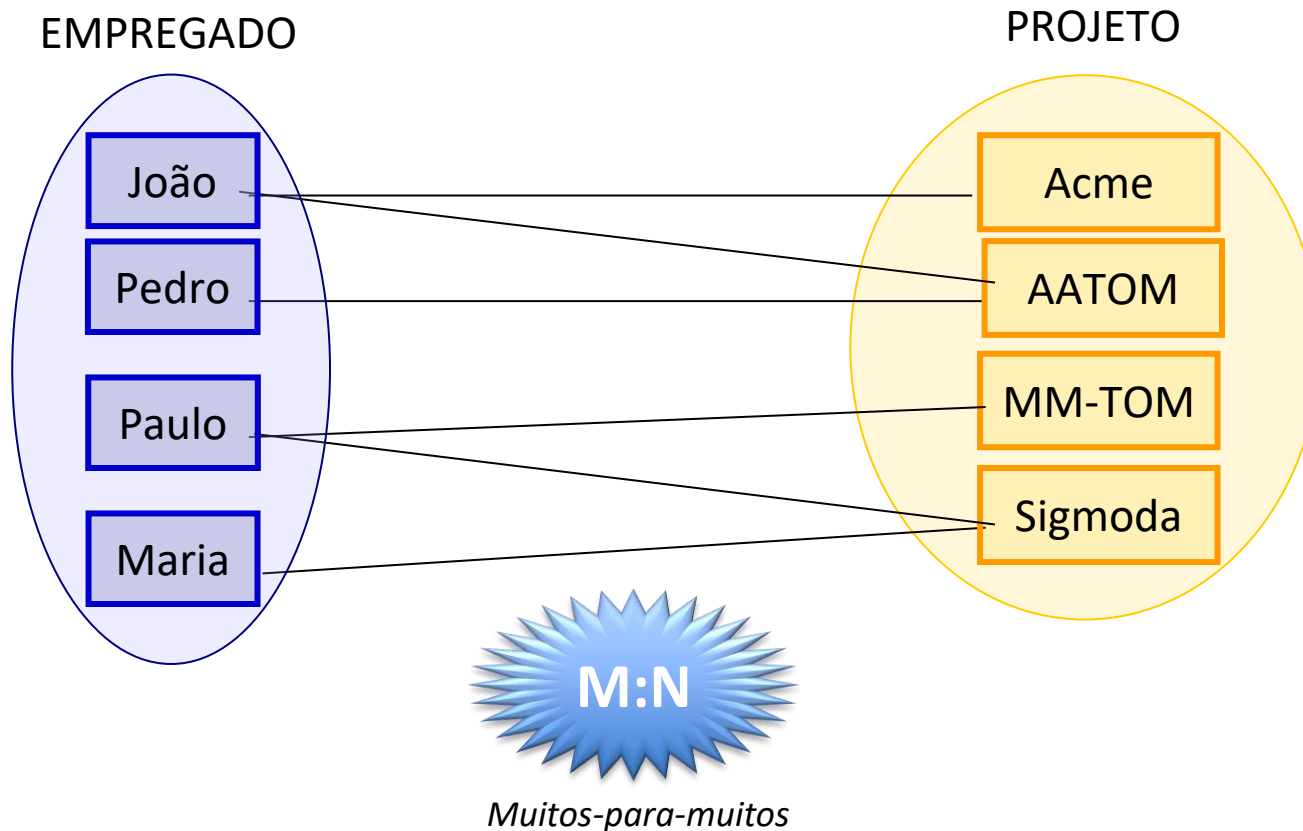 EMPREGADO
PROJETO
João
Acme
Pedro
AATOM
Paulo
MM-TOM
Maria
Sigmoda
M:N
Muitos-para-muitos